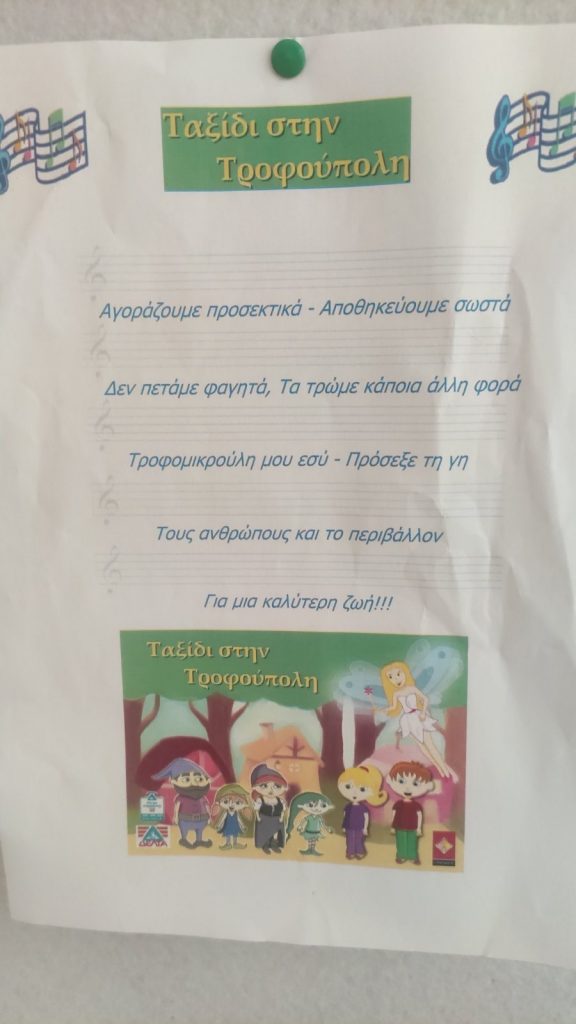 Ταξίδι στην
Τροφούπολη
Αγοράζουμε προσεκτικά - Αποθηκεύουμε σωστά
Δεν πετάμε φαγητά, Τα τρώμε κάποια άλλη φορά
Τροφομικρούλη μου εσύ - Πρόσεξε τη γη
Τους ανθρώπους και το περιβάλλον
Για μια καλύτερη ζωή!!!
Ταξίδι στην
Τροφούπολη
ΔΕΛΤΑ